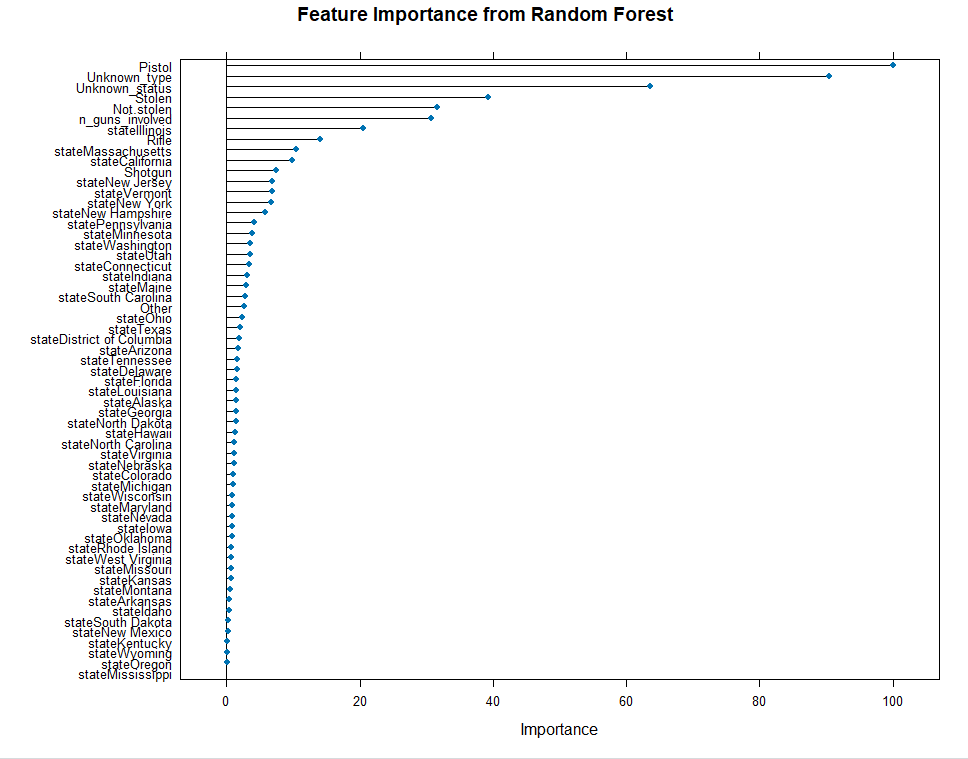 Feature Importance from Random Forest
Pistol
Unknown_type
Unknown_status
Stolen
Not.stolen
n_guns_involved
stateIllinois
Rifle
stateMassachusetts
stateCalifornia
Shotgun
stateNew Jersey
stateVermont
stateNew York
stateNew Hampshire
statePennsylvania
stateMinnesota
stateWashington
stateUtah
stateConnecticut
stateIndiana
stateMaine
stateSouth Carolina
Other
stateOhio
stateTexas
stateDistrict of Columbia
stateArizona
stateTennessee
stateDelaware
stateFlorida
stateLouisiana
stateAlaska
stateGeorgia
stateNorth Dakota
stateHawaii
stateNorth Carolina
stateVirginia
stateNebraska
stateColorado
stateMichigan
stateWisconsin
stateMaryland
stateNevada
stateIowa
stateOklahoma
stateRhode Island
stateWest Virginia
stateMissouri
stateKansas
stateMontana
stateArkansas
stateIdaho
stateSouth Dakota
stateNew Mexico
stateKentucky
stateWyoming
stateOregon
stateMississippi
0 20 40 60 80 100
Importance